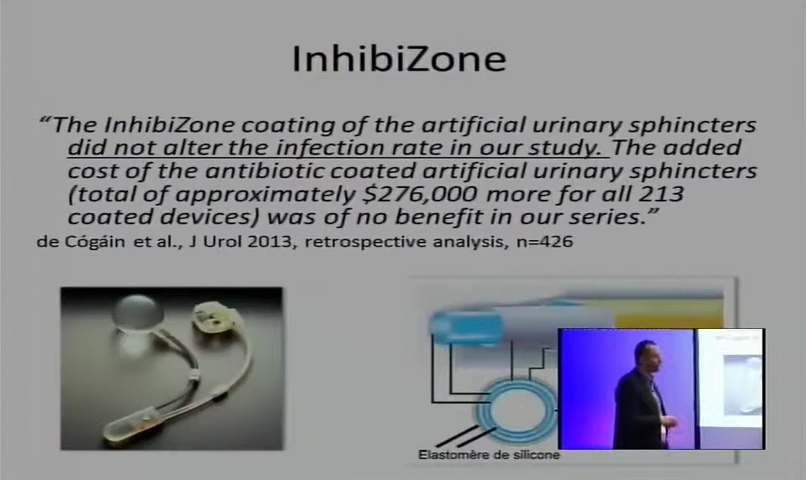 InhibiZone
“The InhibiZone coating of the artificial urinary sphincters
did not alter the infection rate in our study. The added
cost of the antibiotic coated artificial urinary sphincters
(total of approximately $276,000 more for all 213
coated devices) was of no benefit in our series.”
de Cógáin et al., J Urol 2013, retrospective analysis, n=426
Elastomère de silicone